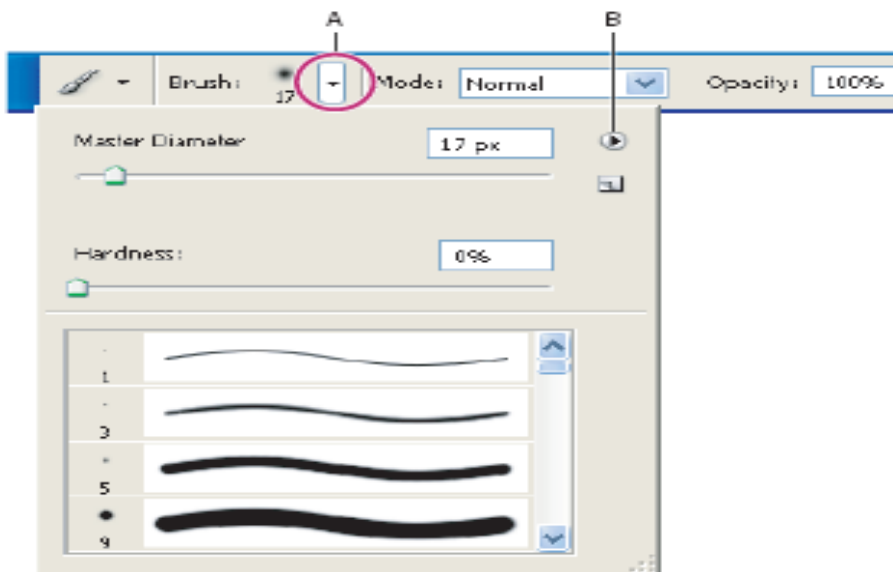 A B
Brush: 17 Mode: Normal Opacity: 100%
Master Diameter 17 px
Hardness: 0%
1
3
5
9